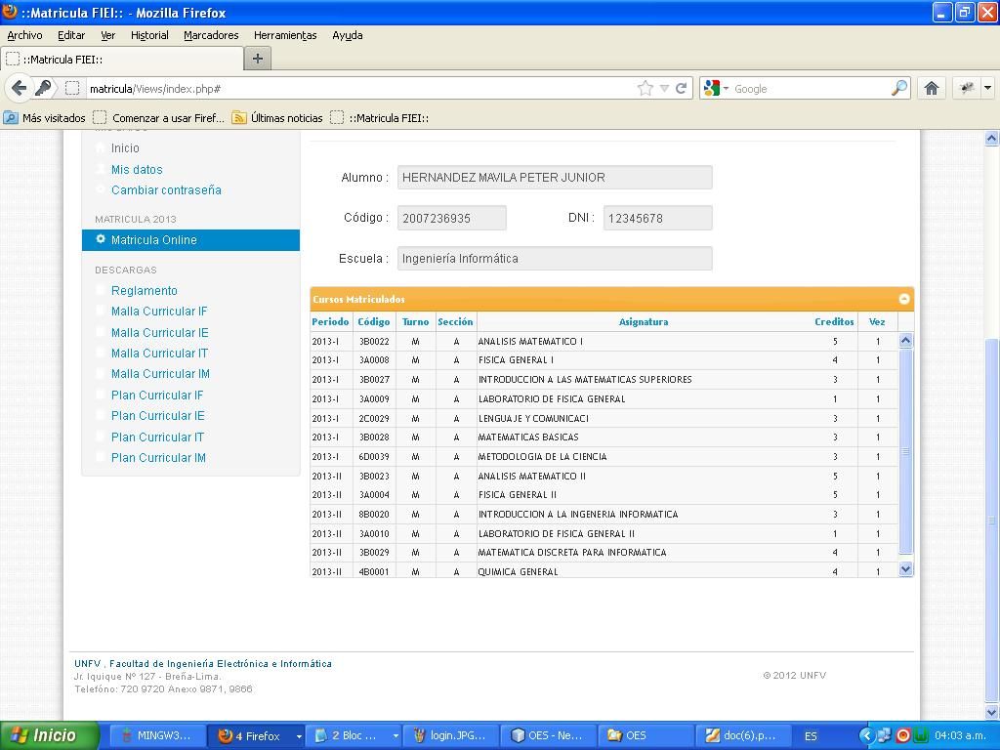 ::Matricula FIEI:: - Mozilla Firefox
Archivo Editar Ver Historial Marcadores Herramientas Ayuda
::Matricula FIEI::
matricula/Views/index.php# Google
Más visitados Comenzar a usar Firef... Últimas noticias ::Matricula FIEI::
Inicio
Mis datos
Cambiar contraseña
MATRICULA 2013
Matricula Online
DESCARGAS
Reglamento
Malla Curricular IF
Malla Curricular IE
Malla Curricular IT
Malla Curricular IM
Plan Curricular IF
Plan Curricular IE
Plan Curricular IT
Plan Curricular IM
Alumno : HERNANDEZ MAVILA PETER JUNIOR
Código : 2007236935 DNI : 12345678
Escuela : Ingeniería Informática
Cursos Matriculados
Periodo Código Turno Sección Asignatura Creditos Vez
2013-I 3B0022 M A ANALISIS MATEMATICO I 5 1
2013-I 3A0008 M A FISICA GENERAL I 4 1
2013-I 3B0027 M A INTRODUCCION A LAS MATEMATICAS SUPERIORES 3 1
2013-I 3A0009 M A LABORATORIO DE FISICA GENERAL 1 1
2013-I 2C0029 M A LENGUAJE Y COMUNICACI 3 1
2013-I 3B0028 M A MATEMATICAS BASICAS 3 1
2013-I 6D0039 M A METODOLOGIA DE LA CIENCIA 3 1
2013-II 3B0023 M A ANALISIS MATEMATICO II 5 1
2013-II 3A0004 M A FISICA GENERAL II 5 1
2013-II 8B0020 M A INTRODUCCION A LA INGENERIA INFORMATICA 3 1
2013-II 3A0010 M A LABORATORIO DE FISICA GENERAL II 1 1
2013-II 3B0029 M A MATEMATICA DISCRETA PARA INFORMATICA 4 1
2013-II 4B0001 M A QUIMICA GENERAL 4 1
UNFV , Facultad de Ingeniería Electrónica e Informática
Jr. Iquique Nº 127 - Breña-Lima.
Telefóno: 720 9720 Anexo 9871, 9866
© 2012 UNFV
Inicio MINGW3... 4 Firefox 2 Bloc ... login.JPG... OES - Ne... OES doc(6).p... ES 04:03 a.m.